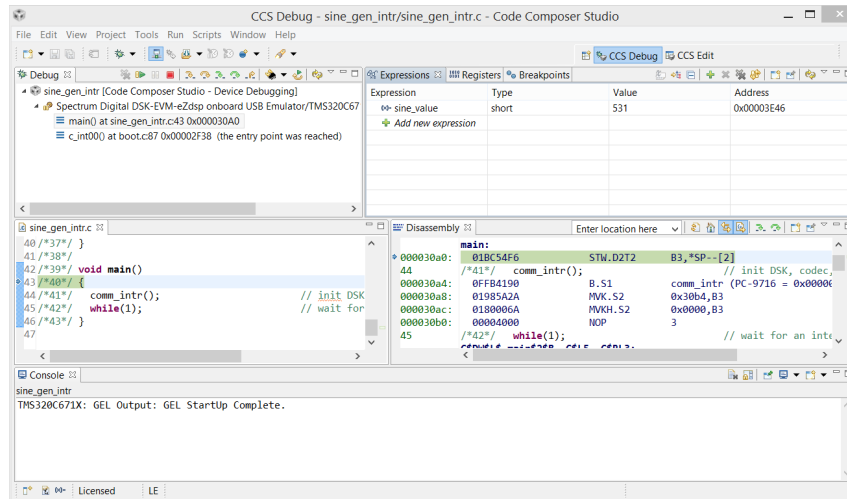 CCS Debug - sine_gen_intr/sine_gen_intr.c - Code Composer Studio
File Edit View Project Tools Run Scripts Window Help
CCS Debug CCS Edit
Debug
sine_gen_intr [Code Composer Studio - Device Debugging]
Spectrum Digital DSK-EVM-eZdsp onboard USB Emulator/TMS320C67
main() at sine_gen_intr.c:43 0x000030A0
c_int00() at boot.c:87 0x00002F38 (the entry point was reached)
Expressions Registers Breakpoints
Expression Type Value Address
sine_value short 531 0x00003E46
Add new expression
sine_gen_intr.c
40 /*37*/ }
41 /*38*/
42 /*39*/ void main()
43 /*40*/ {
44 /*41*/ comm_intr(); // init DSK
45 /*42*/ while(1); // wait for
46 /*43*/ }
47
Disassembly Enter location here
main:
000030a0: 01BC54F6 STW.D2T2 B3,*SP--[2]
44 /*41*/ comm_intr(); // init DSK, codec,
000030a4: 0FFB4190 B.S1 comm_intr (PC-9716 = 0x00000
000030a8: 01985A2A MVK.S2 0x30b4,B3
000030ac: 0180006A MVKH.S2 0x0000,B3
000030b0: 00004000 NOP 3
45 /*42*/ while(1); // wait for an inte
Console
sine_gen_intr
TMS320C671X: GEL Output: GEL StartUp Complete.
Licensed LE